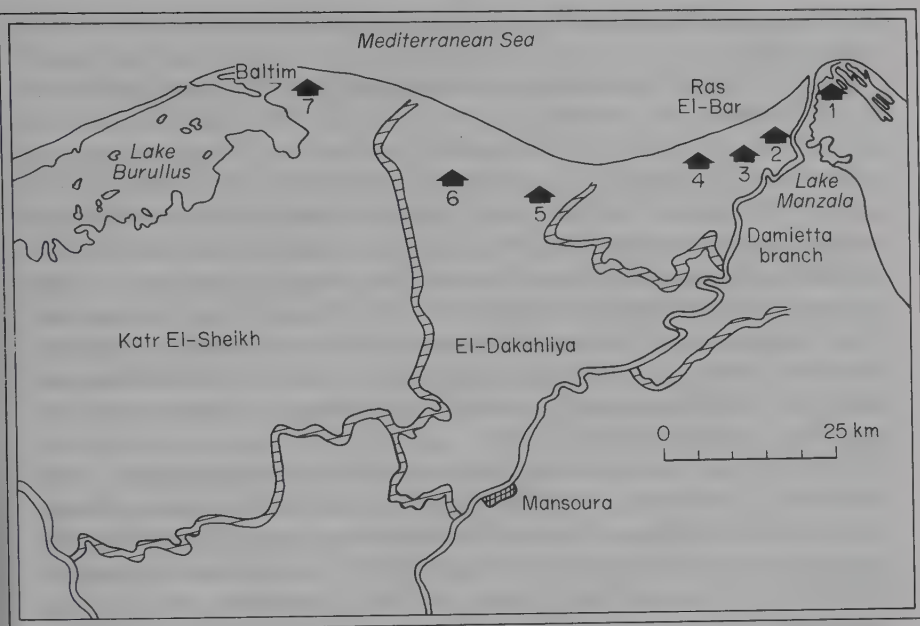 Mediterranean Sea
Baltim
7
Ras
El-Bar
1
2
3
4
Lake
Burullus
6
5
Lake
Manzala
Damietta
branch
Katr El-Sheikh
El-Dakahliya
0 25 km
Mansoura